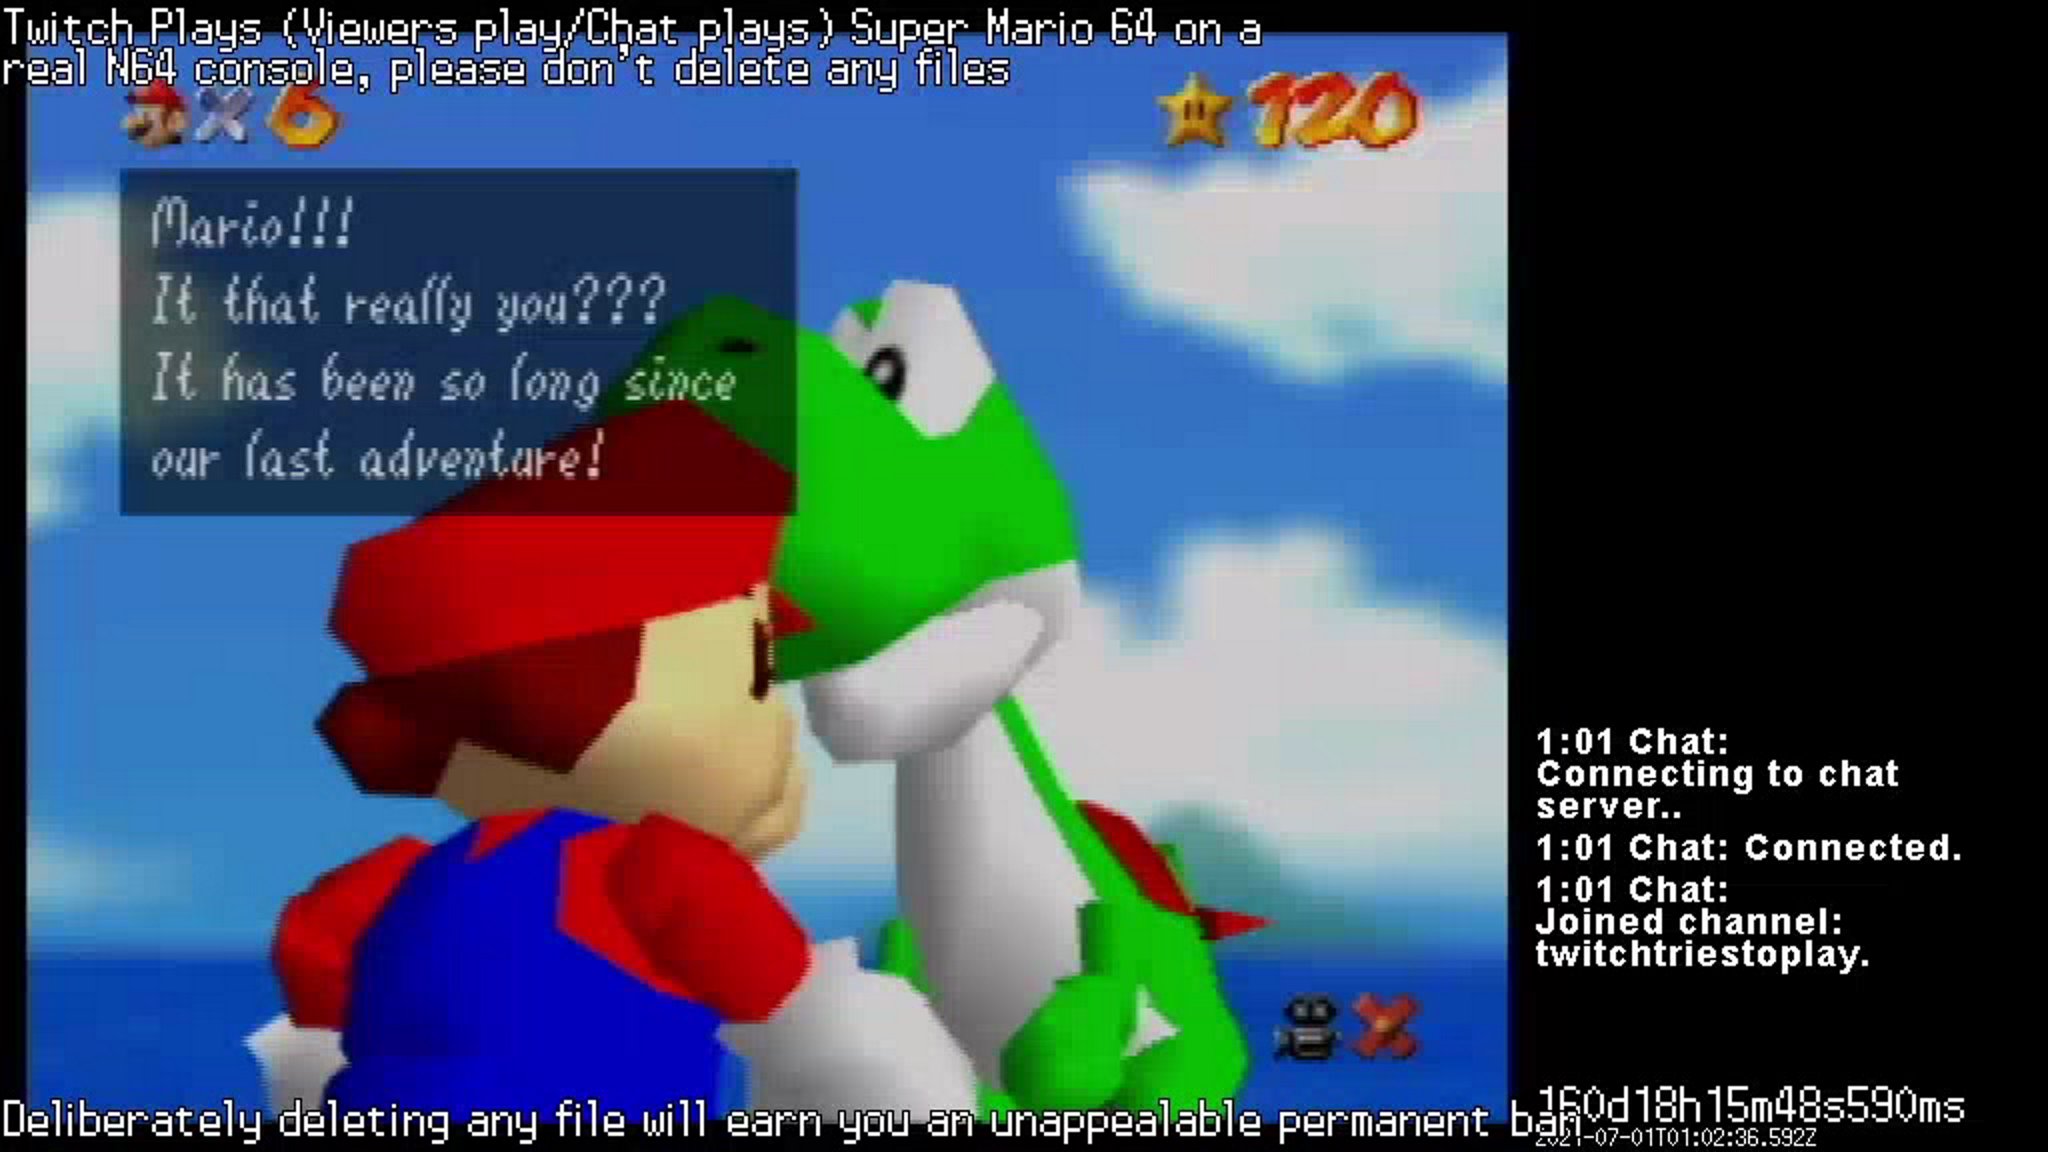 Twitch Plays (Viewers play/Chat plays) Super Mario 64 on a
real N64 console, please don't delete any files
× 6
120
Mario!!!
It that really you???
It has been so long since
our last adventure!
1:01 Chat:
Connecting to chat
server..
1:01 Chat: Connected.
1:01 Chat:
Joined channel:
twitchtriestoplay.
160d18h15m48s590ms
Deliberately deleting any file will earn you an unappealable permanent ban
2021-07-01T01:02:36.592Z